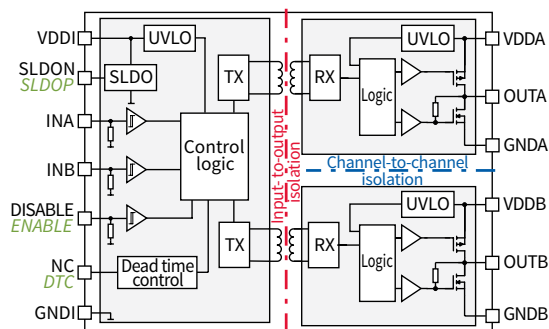 VDDI
SLDON
SLDOP
INA
INB
DISABLE
ENABLE
NC
DTC
GNDI
UVLO
SLDO
Control
logic
Dead time
control
TX
TX
Input-to-output
isolation
RX
UVLO
Logic
Channel-to-channel
isolation
RX
UVLO
Logic
VDDA
OUTA
GNDA
VDDB
OUTB
GNDB